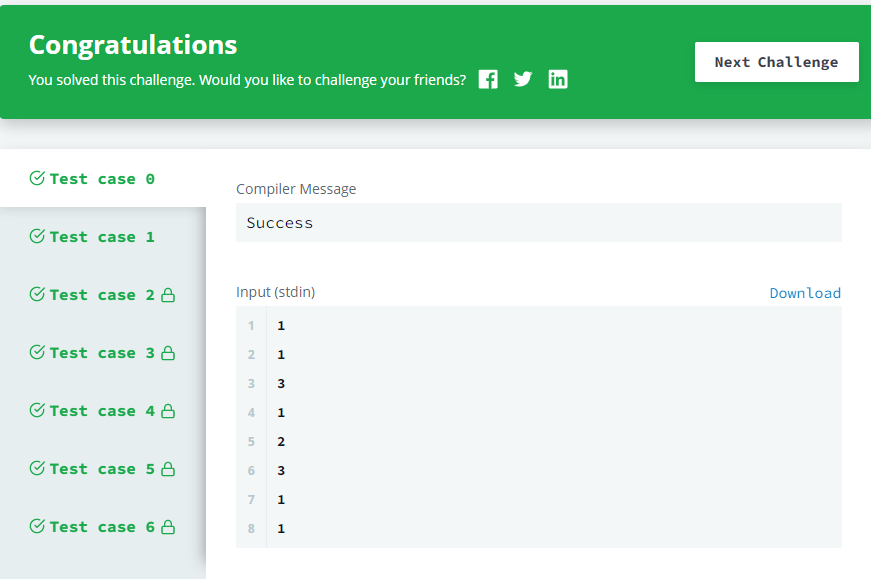 Congratulations
You solved this challenge. Would you like to challenge your friends?
Next Challenge
Test case 0
Test case 1
Test case 2
Test case 3
Test case 4
Test case 5
Test case 6
Compiler Message
Success
Input (stdin)
Download
1 1
2 1
3 3
4 1
5 2
6 3
7 1
8 1